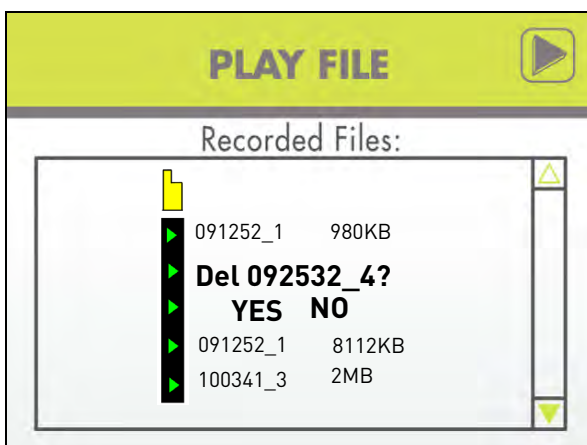 PLAY FILE
Recorded Files:
091252_1 980KB
Del 092532_4?
YES NO
091252_1 8112KB
100341_3 2MB